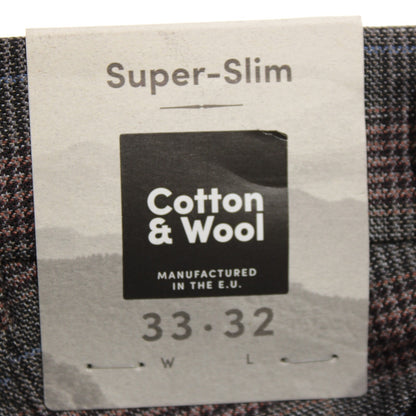 Super-Slim
Cotton
& Wool
MANUFACTURED
IN THE E.U.
33 · 32
W L